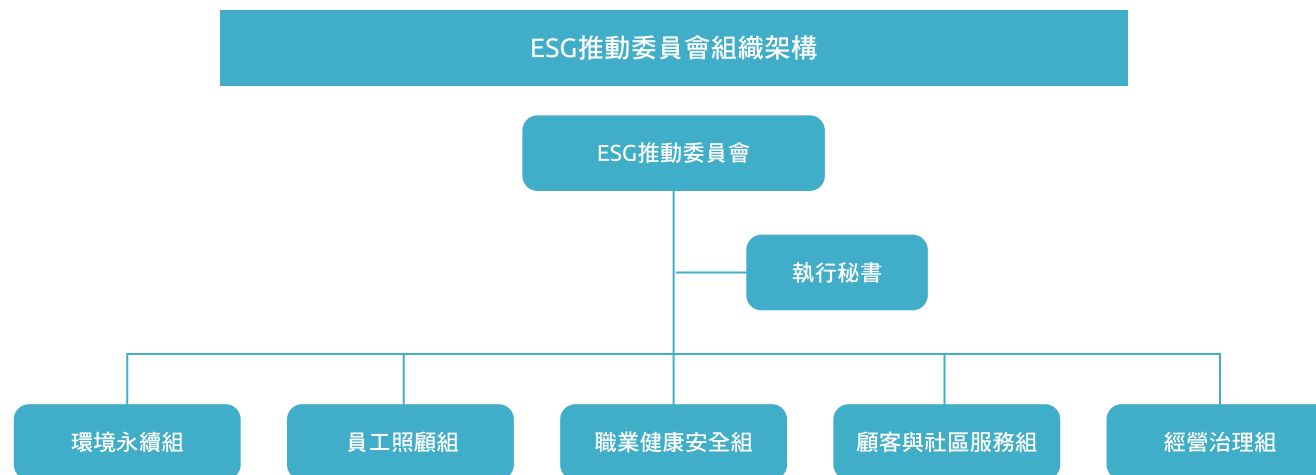 ESG推動委員會組織架構
ESG推動委員會
執行秘書
環境永續組
員工照顧組
職業健康安全組
顧客與社區服務組
經營治理組